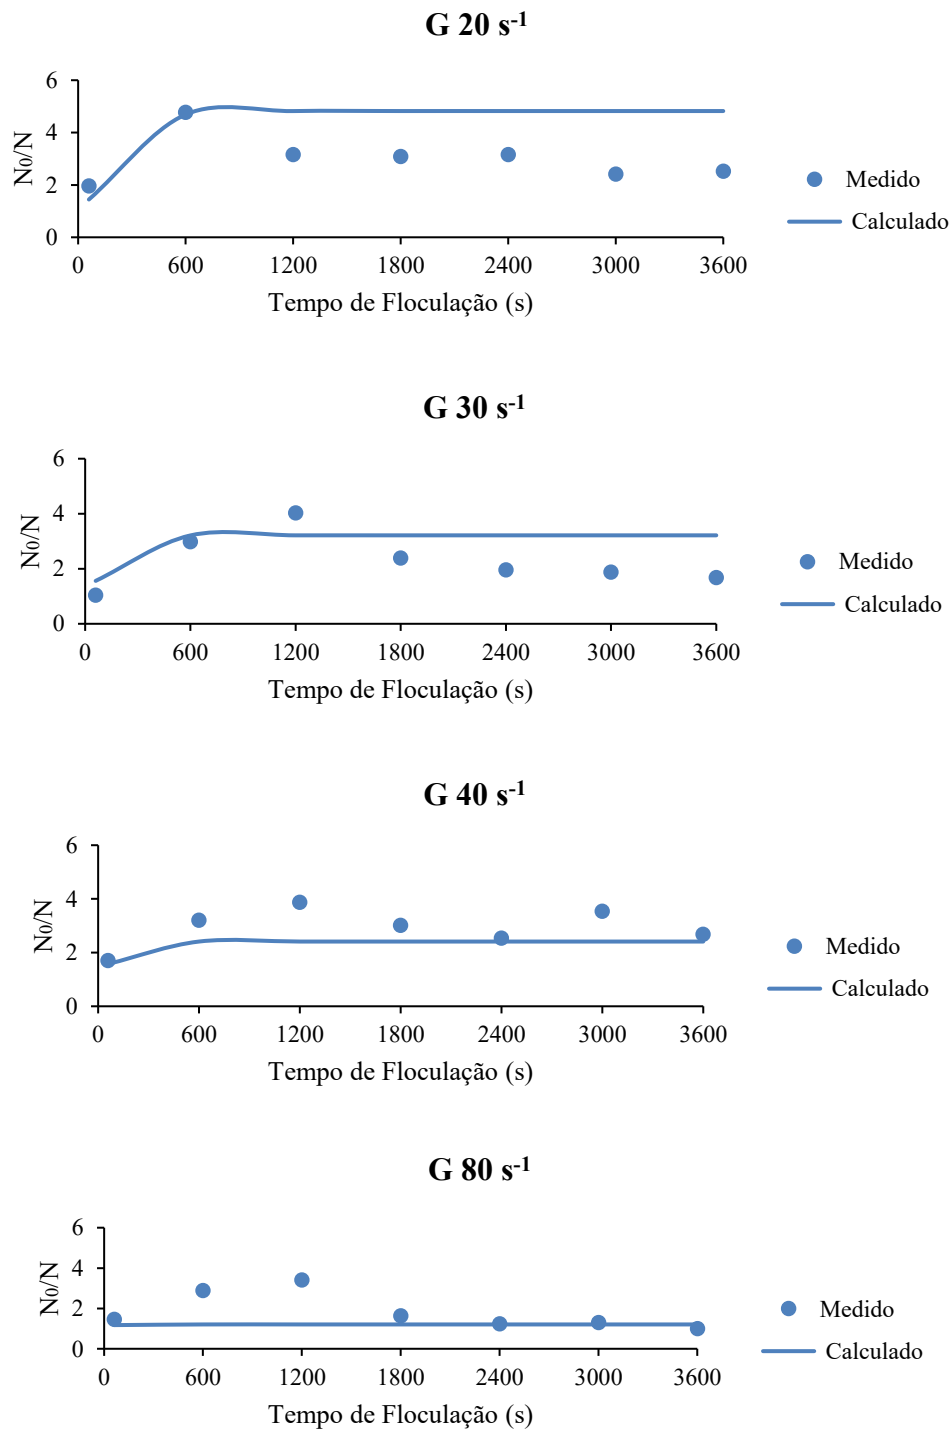 G 20 s-1
6
4
2
0
N0/N
0 600 1200 1800 2400 3000 3600
Tempo de Floculação (s)
Medido
Calculado
G 30 s-1
6
4
2
0
N0/N
0 600 1200 1800 2400 3000 3600
Tempo de Floculação (s)
Medido
Calculado
G 40 s-1
6
4
2
0
N0/N
0 600 1200 1800 2400 3000 3600
Tempo de Floculação (s)
Medido
Calculado
G 80 s-1
6
4
2
0
N0/N
0 600 1200 1800 2400 3000 3600
Tempo de Floculação (s)
Medido
Calculado